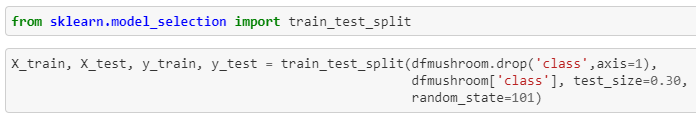 from sklearn.model_selection import train_test_split
X_train, X_test, y_train, y_test = train_test_split(dfmushroom.drop('class',axis=1),
dfmushroom['class'], test_size=0.30,
random_state=101)